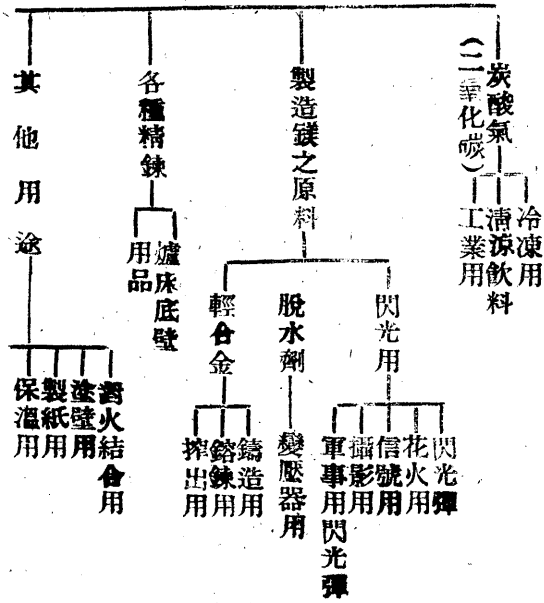 炭酸氣
(二氧化碳)
冷凍用
淸涼飲料
工業用
製造鎂之原料
閃光用
閃光彈
花火用
信號用
攝影用
軍事用閃光彈
脫水劑
變壓器用
輕合金
鑄造用
鎔鍊用
搾出用
各種精鍊
爐床底壁
用品
其他用途
耐火結合用
塗壁用
製紙用
保溫用